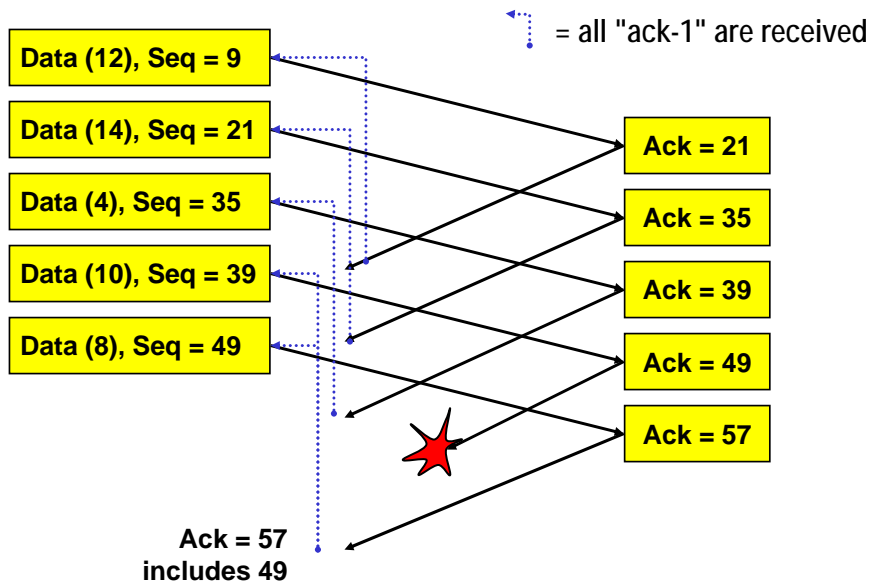 = all "ack-1" are received
Data (12), Seq = 9
Data (14), Seq = 21
Data (4), Seq = 35
Data (10), Seq = 39
Data (8), Seq = 49
Ack = 21
Ack = 35
Ack = 39
Ack = 49
Ack = 57
Ack = 57
includes 49